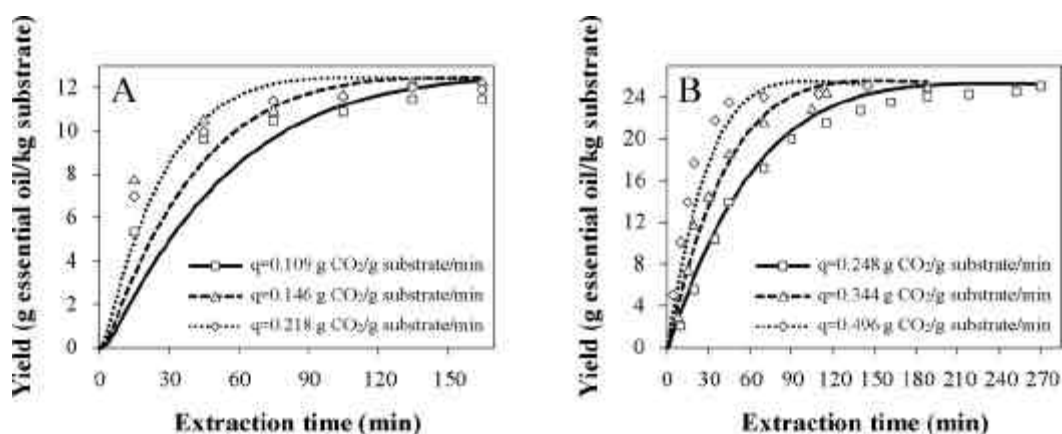 A
Yield (g essential oil/kg substrate)
12
10
8
6
4
2
0
q=0.109 g CO₂/g substrate/min
q=0.146 g CO₂/g substrate/min
q=0.218 g CO₂/g substrate/min
0 30 60 90 120 150
Extraction time (min)
B
Yield (g essential oil/kg substrate)
24
20
16
12
8
4
0
q=0.248 g CO₂/g substrate/min
q=0.344 g CO₂/g substrate/min
q=0.496 g CO₂/g substrate/min
0 30 60 90 120 150 180 210 240 270
Extraction time (min)